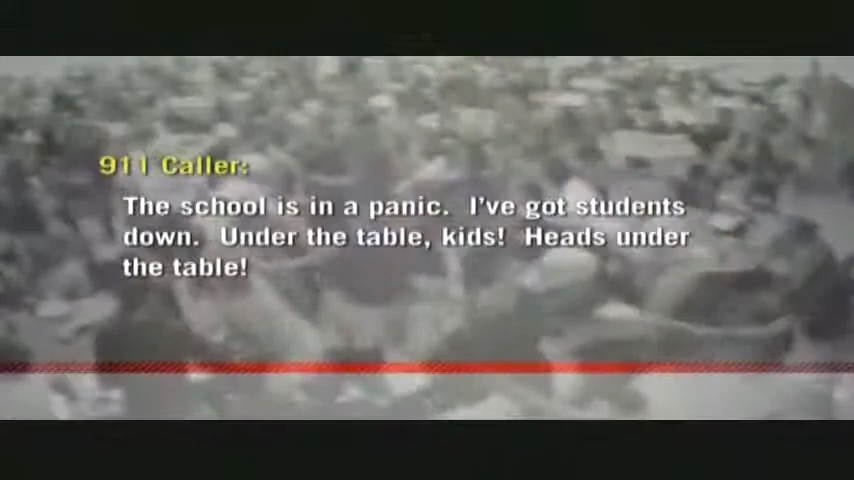 911 Caller:
The school is in a panic. I've got students
down. Under the table, kids! Heads under
the table!